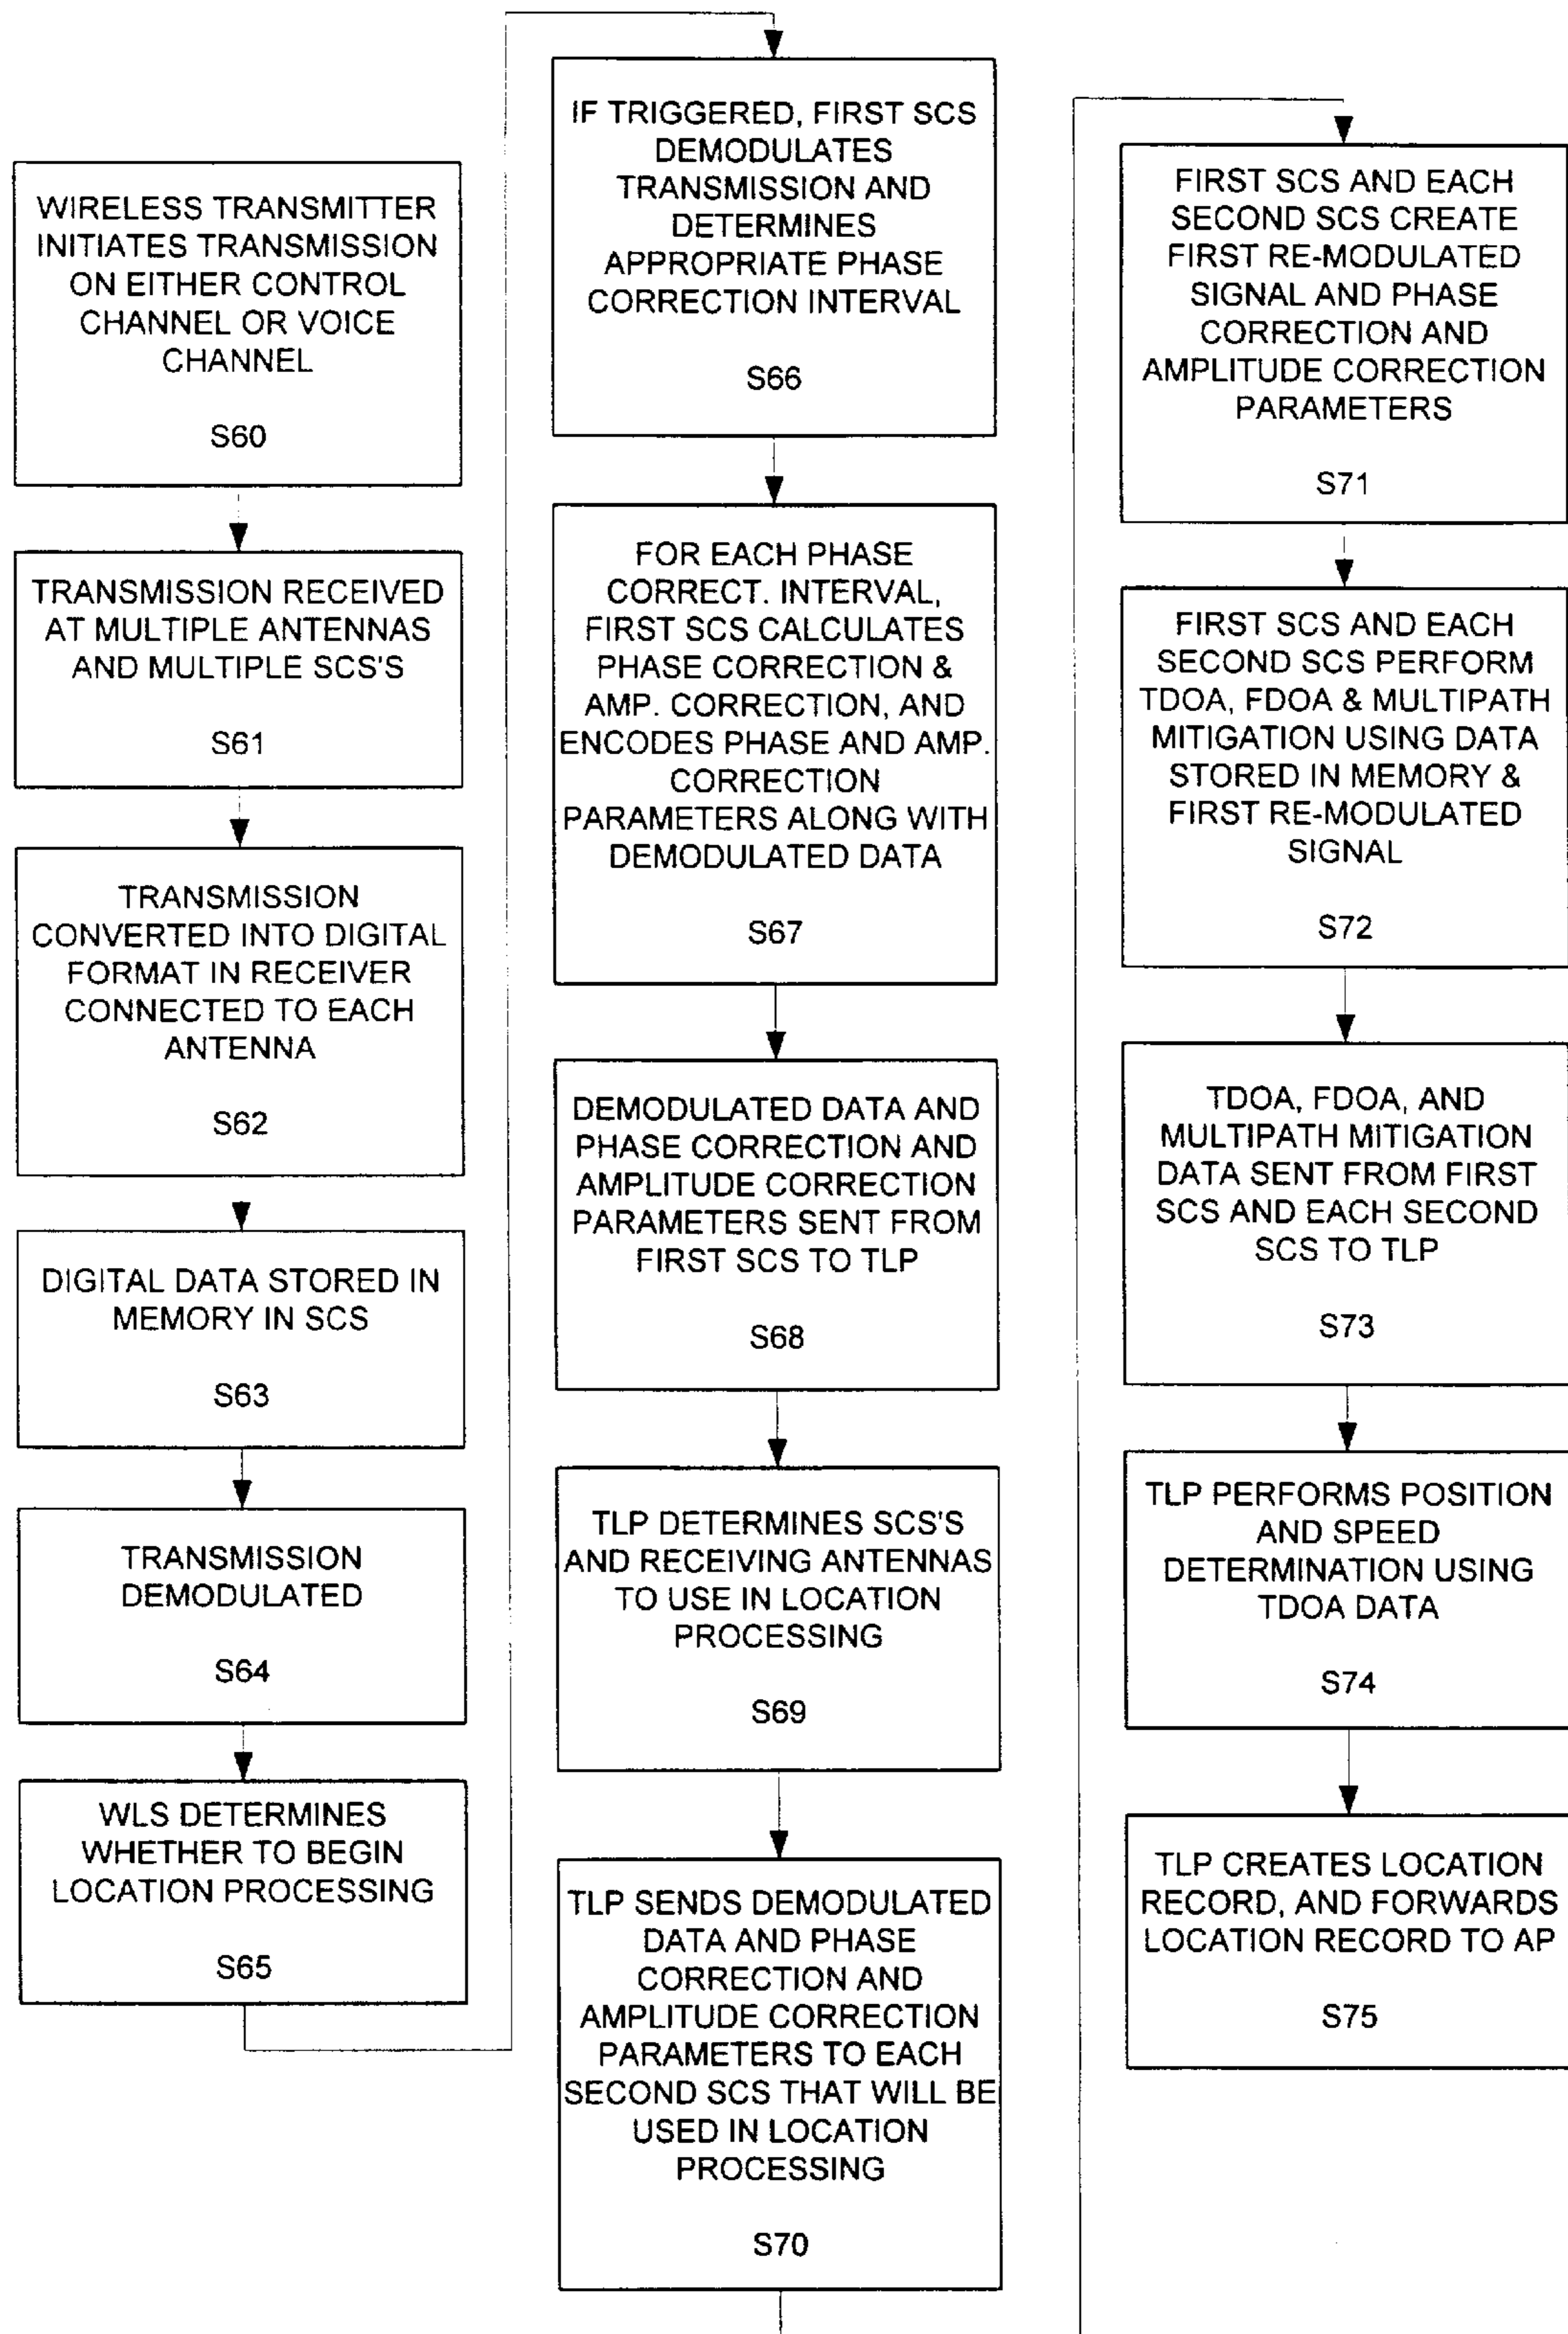 WIRELESS TRANSMITTER
INITIATES TRANSMISSION
ON EITHER CONTROL
CHANNEL OR VOICE
CHANNEL
S60
TRANSMISSION RECEIVED
AT MULTIPLE ANTENNAS
AND MULTIPLE SCS'S
S61
TRANSMISSION
CONVERTED INTO DIGITAL
FORMAT IN RECEIVER
CONNECTED TO EACH
ANTENNA
S62
DIGITAL DATA STORED IN
MEMORY IN SCS
S63
TRANSMISSION
DEMODULATED
S64
WLS DETERMINES
WHETHER TO BEGIN
LOCATION PROCESSING
S65
IF TRIGGERED, FIRST SCS
DEMODULATES
TRANSMISSION AND
DETERMINES
APPROPRIATE PHASE
CORRECTION INTERVAL
S66
FOR EACH PHASE
CORRECT. INTERVAL,
FIRST SCS CALCULATES
PHASE CORRECTION &
AMP. CORRECTION, AND
ENCODES PHASE AND AMP.
CORRECTION
PARAMETERS ALONG WITH
DEMODULATED DATA
S67
DEMODULATED DATA AND
PHASE CORRECTION AND
AMPLITUDE CORRECTION
PARAMETERS SENT FROM
FIRST SCS TO TLP
S68
TLP DETERMINES SCS'S
AND RECEIVING ANTENNAS
TO USE IN LOCATION
PROCESSING
S69
TLP SENDS DEMODULATED
DATA AND PHASE
CORRECTION AND
AMPLITUDE CORRECTION
PARAMETERS TO EACH
SECOND SCS THAT WILL BE
USED IN LOCATION
PROCESSING
S70
FIRST SCS AND EACH
SECOND SCS CREATE
FIRST RE-MODULATED
SIGNAL AND PHASE
CORRECTION AND
AMPLITUDE CORRECTION
PARAMETERS
S71
FIRST SCS AND EACH
SECOND SCS PERFORM
TDOA, FDOA & MULTIPATH
MITIGATION USING DATA
STORED IN MEMORY &
FIRST RE-MODULATED
SIGNAL
S72
TDOA, FDOA, AND
MULTIPATH MITIGATION
DATA SENT FROM FIRST
SCS AND EACH SECOND
SCS TO TLP
S73
TLP PERFORMS POSITION
AND SPEED
DETERMINATION USING
TDOA DATA
S74
TLP CREATES LOCATION
RECORD, AND FORWARDS
LOCATION RECORD TO AP
S75